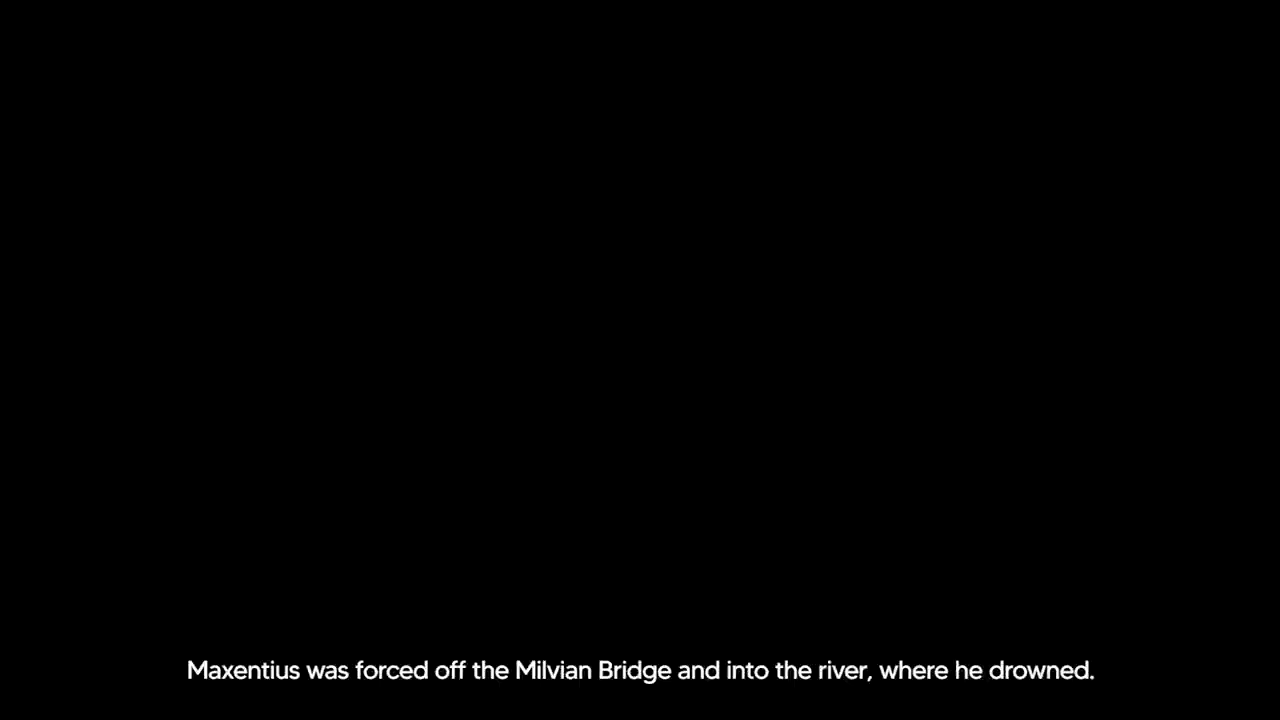 Maxentius was forced off the Milvian Bridge and into the river, where he drowned.